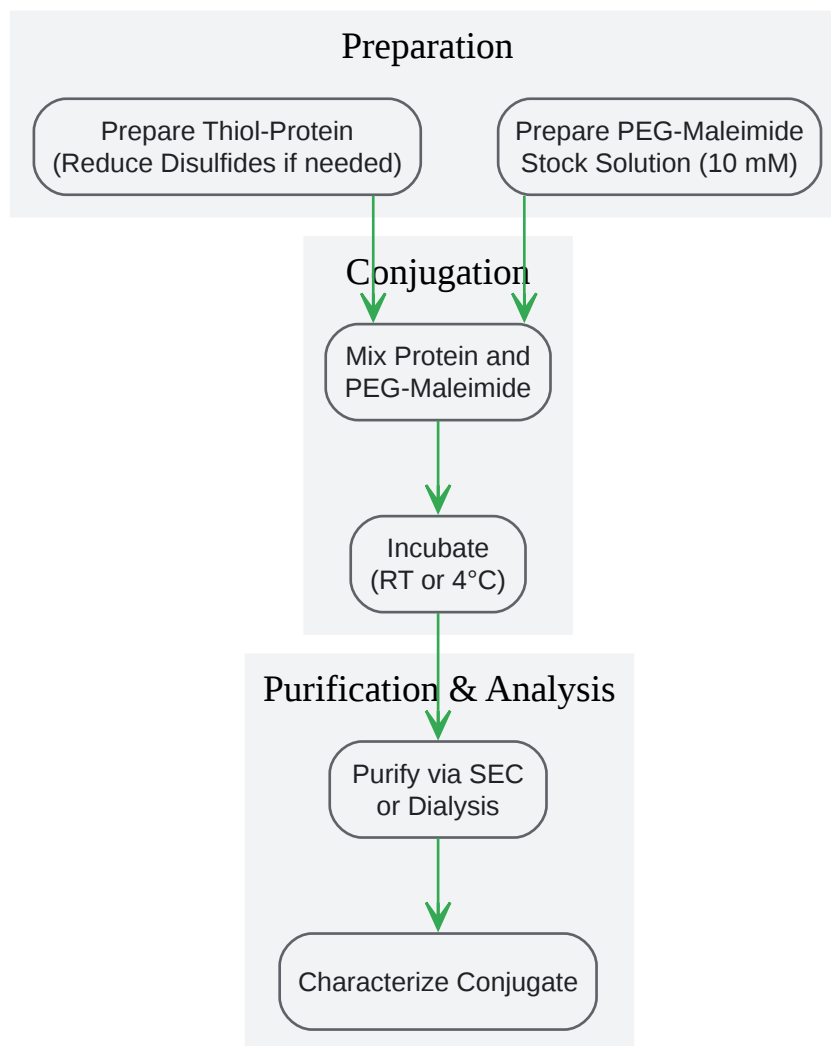 Preparation
Prepare Thiol-Protein
(Reduce Disulfides if needed)
Prepare PEG-Maleimide
Stock Solution (10 mM)
Conjugation
Mix Protein and
PEG-Maleimide
Incubate
(RT or 4°C)
Purification & Analysis
Purify via SEC
or Dialysis
Characterize Conjugate